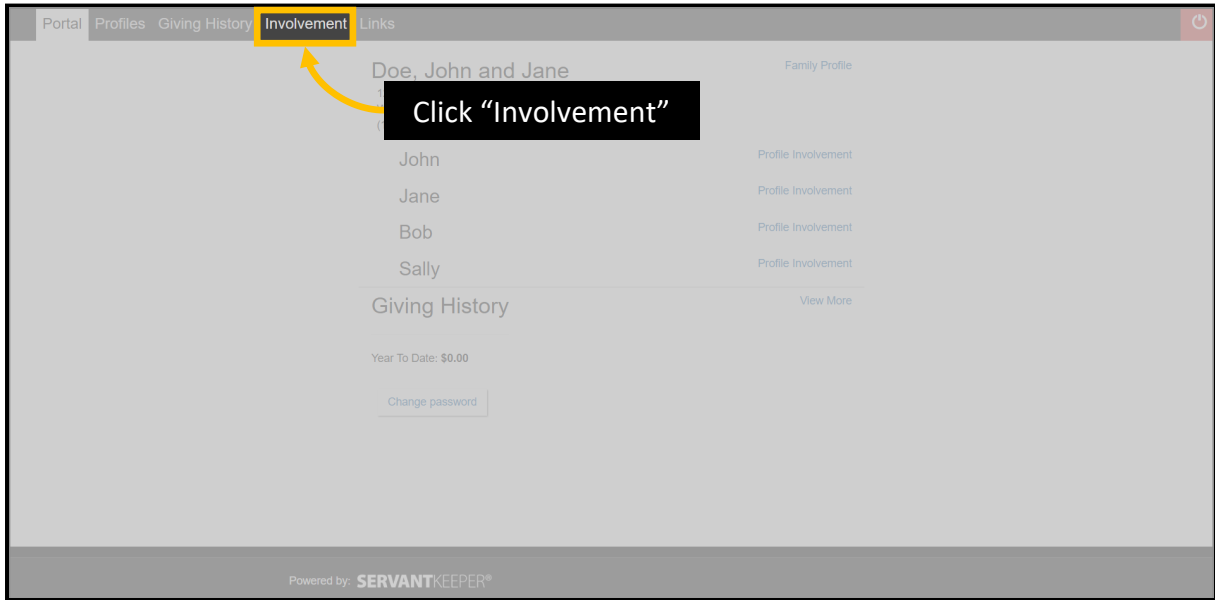 Portal Profiles Giving History Involvement Links
Doe, John and Jane Family Profile
Click “Involvement”
John Profile Involvement
Jane Profile Involvement
Bob Profile Involvement
Sally Profile Involvement
Giving History View More
Year To Date: $0.00
Change password
Powered by: SERVANTKEEPER®